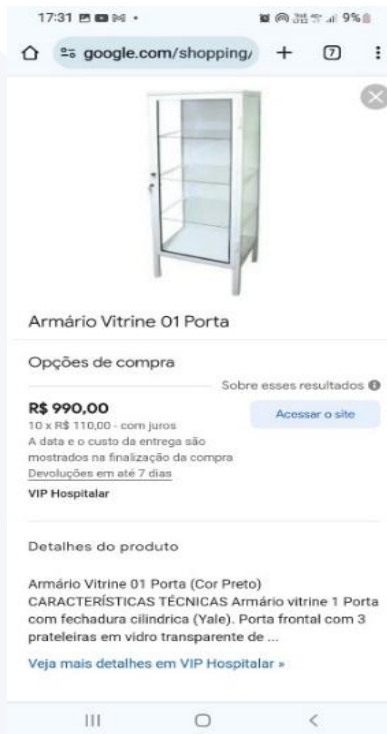 17:31
9%
google.com/shopping/
7
Armário Vitrine 01 Porta
Opções de compra
Sobre esses resultados
R$ 990,00
Acessar o site
10 x R$ 110,00 - com juros
A data e o custo da entrega são
mostrados na finalização da compra
Devoluções em até 7 dias
VIP Hospitalar
Detalhes do produto
Armário Vitrine 01 Porta (Cor Preto)
CARACTERÍSTICAS TÉCNICAS Armário vitrine 1 Porta
com fechadura cilindrica (Yale). Porta frontal com 3
prateleiras em vidro transparente de ...
Veja mais detalhes em VIP Hospitalar »